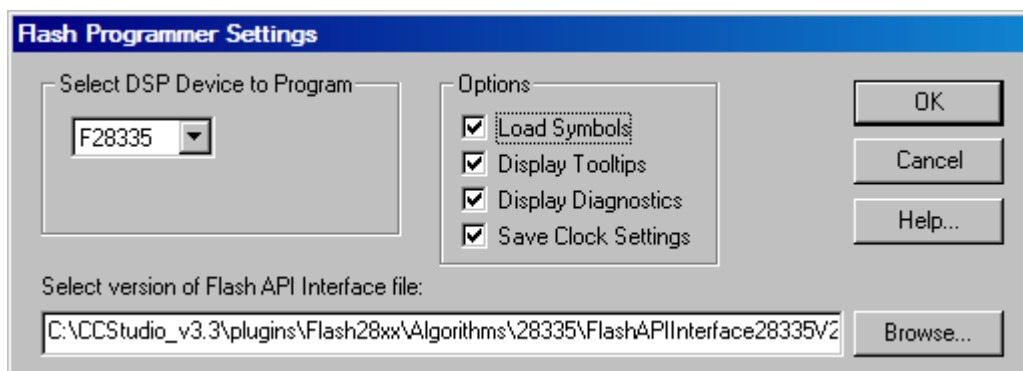 Flash Programmer Settings
Select DSP Device to Program
F28335
Options
Load Symbols
Display Tooltips
Display Diagnostics
Save Clock Settings
OK
Cancel
Help...
Select version of Flash API Interface file:
C:\CCStudio_v3.3\plugins\Flash28xx\Algorithms\28335\FlashAPIInterface28335V2
Browse...